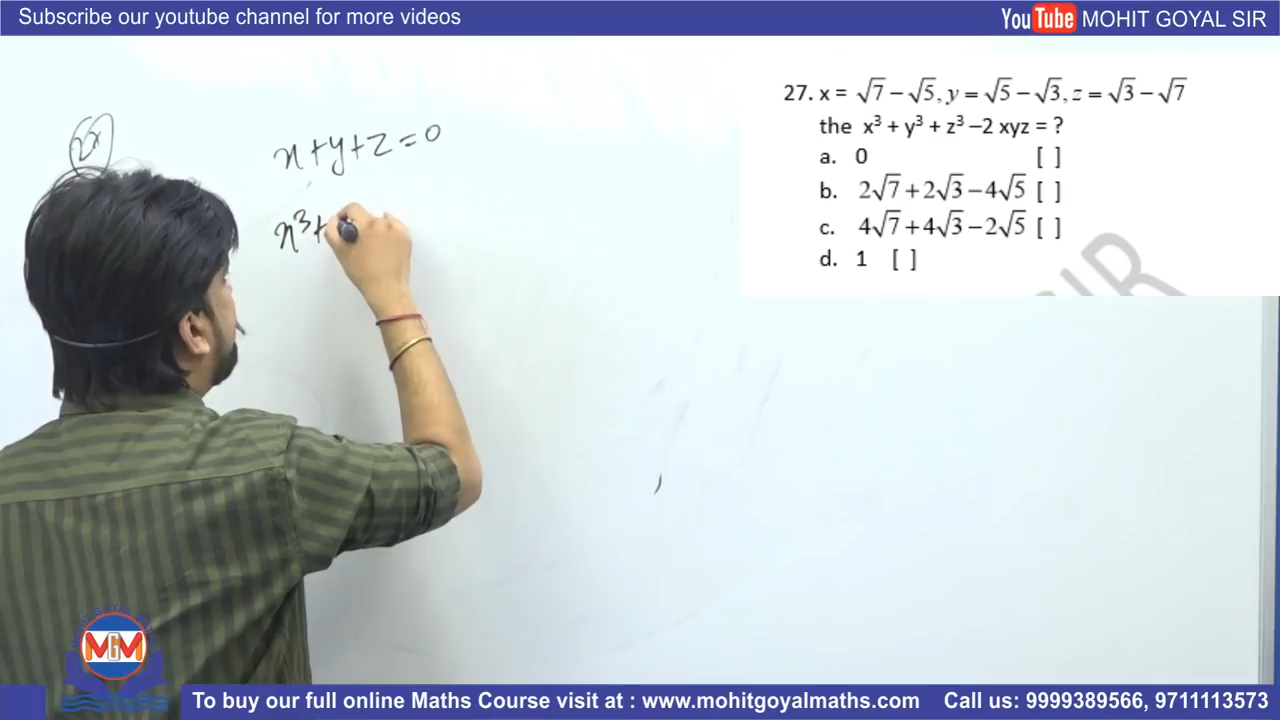 Subscribe our youtube channel for more videos
YouTube MOHIT GOYAL SIR
27. x = √7 − √5, y = √5 − √3, z = √3 − √7
the x³ + y³ + z³ −2 xyz = ?
a. 0 [ ]
b. 2√7 + 2√3 − 4√5 [ ]
c. 4√7 + 4√3 − 2√5 [ ]
d. 1 [ ]
SIR
x + y + z = 0
x³ +
MGM
To buy our full online Maths Course visit at : www.mohitgoyalmaths.com Call us: 9999389566, 9711113573